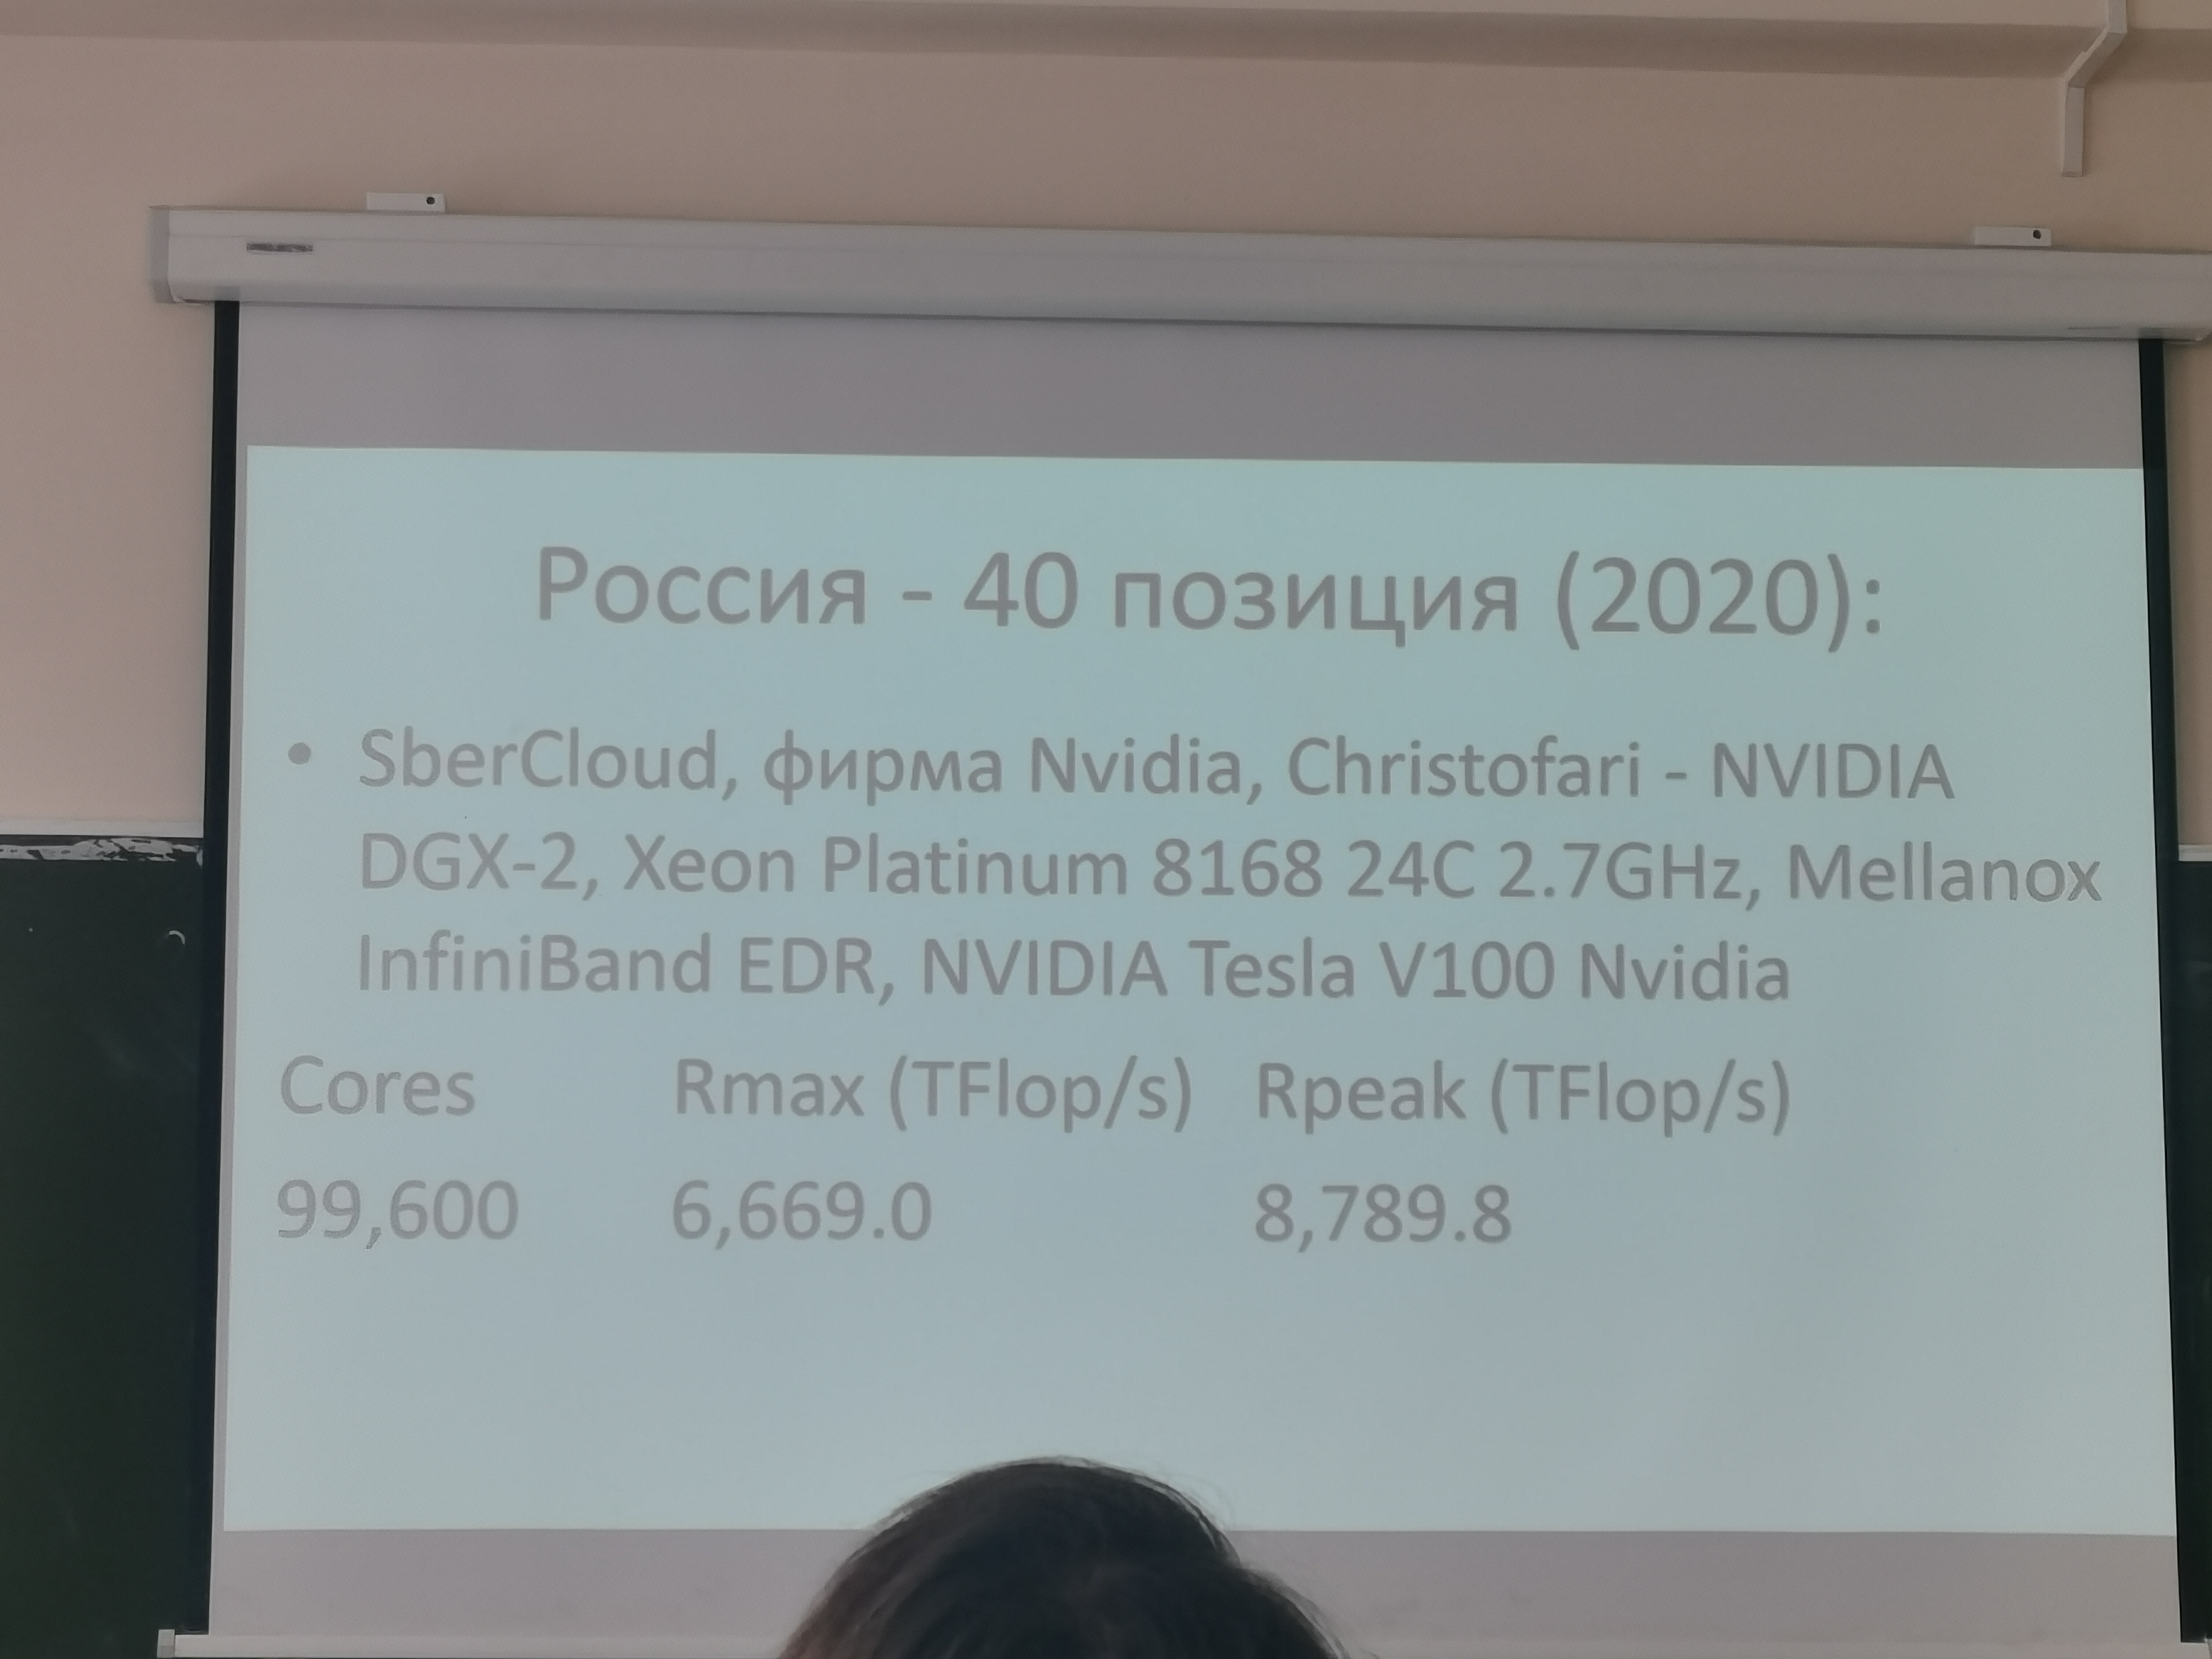 Россия - 40 позиция (2020):
• SberCloud, фирма Nvidia, Christofari - NVIDIA
DGX-2, Xeon Platinum 8168 24C 2.7GHz, Mellanox
InfiniBand EDR, NVIDIA Tesla V100 Nvidia
Cores Rmax (TFlop/s) Rpeak (TFlop/s)
99,600 6,669.0 8,789.8